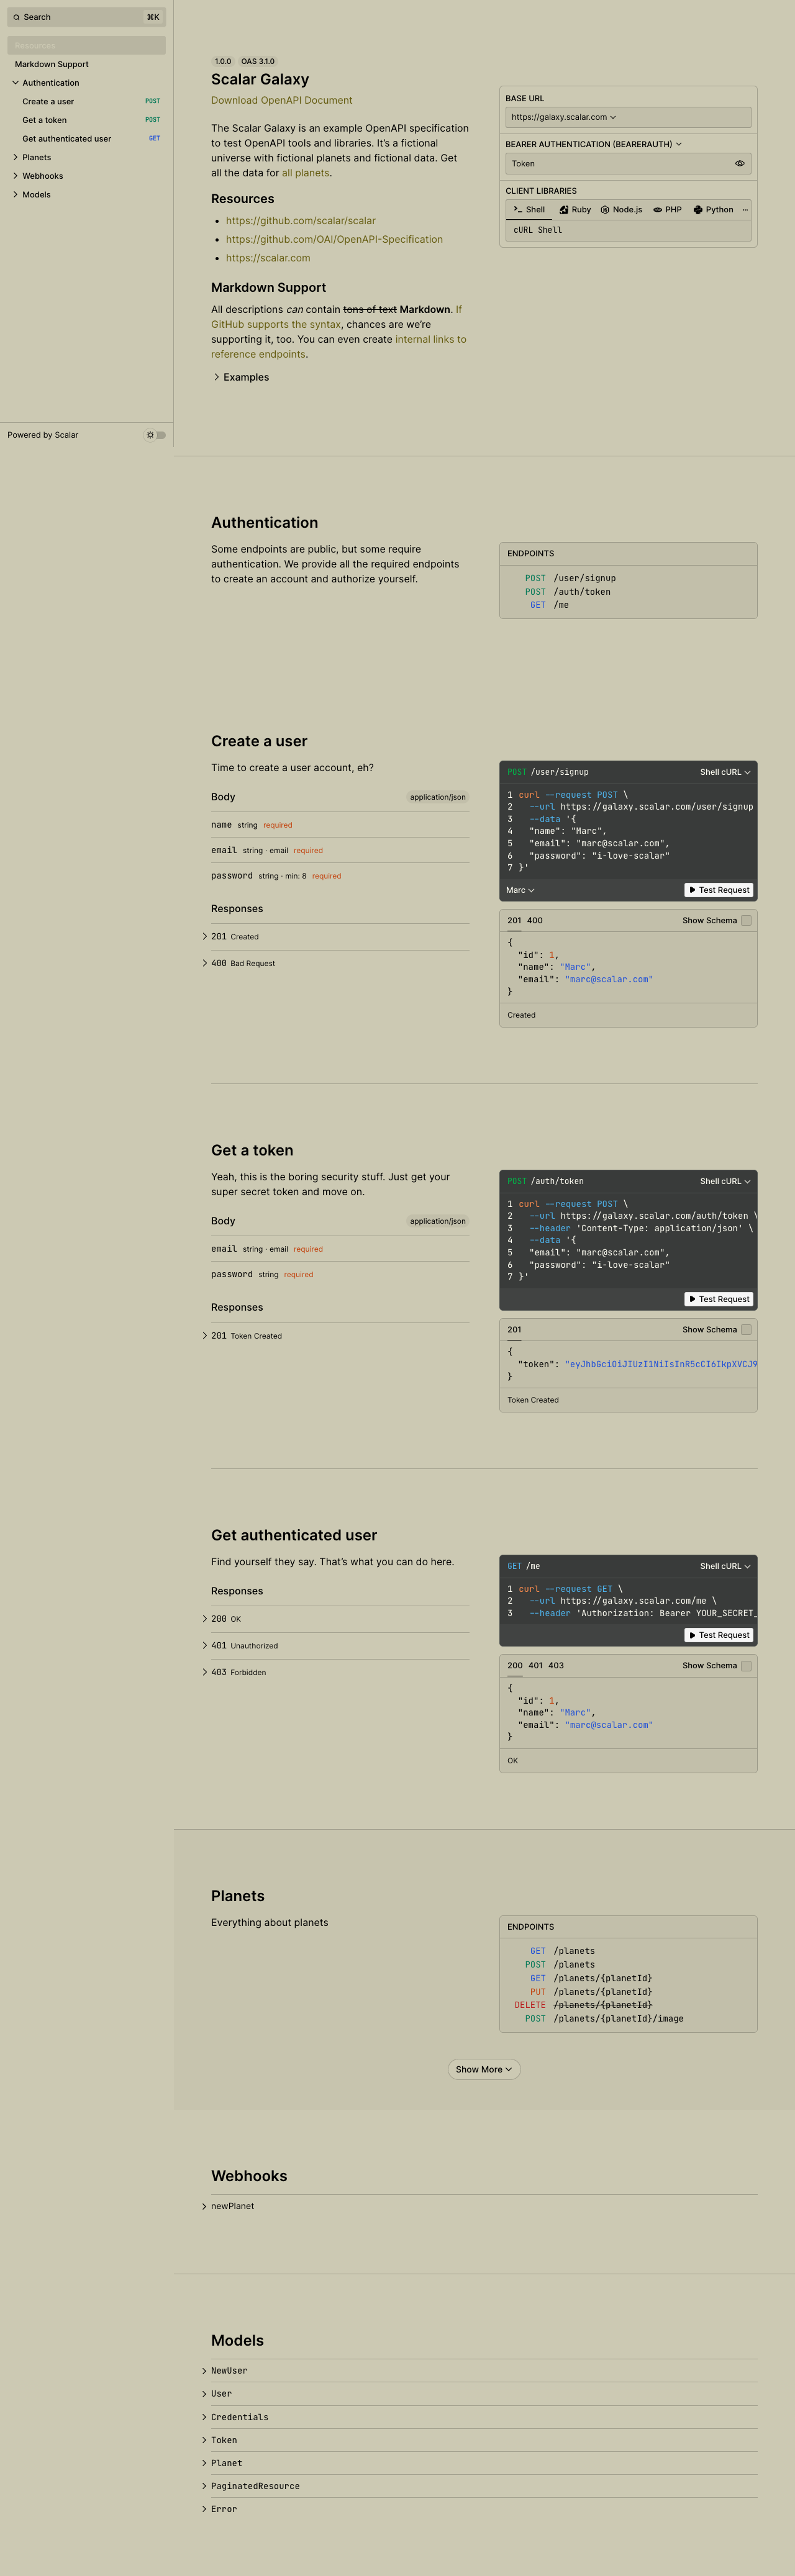 Search
⌘K
Resources
Markdown Support
Authentication
Create a user POST
Get a token POST
Get authenticated user GET
Planets
Webhooks
Models
Powered by Scalar
1.0.0 OAS 3.1.0
Scalar Galaxy
Download OpenAPI Document
The Scalar Galaxy is an example OpenAPI specification
to test OpenAPI tools and libraries. It's a fictional
universe with fictional planets and fictional data. Get
all the data for all planets.
Resources
https://github.com/scalar/scalar
https://github.com/OAI/OpenAPI-Specification
https://scalar.com
Markdown Support
All descriptions can contain tons of text Markdown. If
GitHub supports the syntax, chances are we're
supporting it, too. You can even create internal links to
reference endpoints.
Examples
BASE URL
https://galaxy.scalar.com
BEARER AUTHENTICATION (BEARERAUTH)
Token
CLIENT LIBRARIES
Shell Ruby Node.js PHP Python ...
cURL Shell
Authentication
Some endpoints are public, but some require
authentication. We provide all the required endpoints
to create an account and authorize yourself.
ENDPOINTS
POST /user/signup
POST /auth/token
GET /me
Create a user
Time to create a user account, eh?
Body application/json
name string required
email string · email required
password string · min: 8 required
Responses
201 Created
400 Bad Request
POST /user/signup Shell cURL
1 curl --request POST \
2 --url https://galaxy.scalar.com/user/signup
3 --data '{
4 "name": "Marc",
5 "email": "marc@scalar.com",
6 "password": "i-love-scalar"
7 }'
Marc Test Request
201 400 Show Schema
{
"id": 1,
"name": "Marc",
"email": "marc@scalar.com"
}
Created
Get a token
Yeah, this is the boring security stuff. Just get your
super secret token and move on.
Body application/json
email string · email required
password string required
Responses
201 Token Created
POST /auth/token Shell cURL
1 curl --request POST \
2 --url https://galaxy.scalar.com/auth/token \
3 --header 'Content-Type: application/json' \
4 --data '{
5 "email": "marc@scalar.com",
6 "password": "i-love-scalar"
7 }'
Test Request
201 Show Schema
{
"token": "eyJhbGciOiJIUzI1NiIsInR5cCI6IkpXVCJ9
}
Token Created
Get authenticated user
Find yourself they say. That's what you can do here.
Responses
200 OK
401 Unauthorized
403 Forbidden
GET /me Shell cURL
1 curl --request GET \
2 --url https://galaxy.scalar.com/me \
3 --header 'Authorization: Bearer YOUR_SECRET_
Test Request
200 401 403 Show Schema
{
"id": 1,
"name": "Marc",
"email": "marc@scalar.com"
}
OK
Planets
Everything about planets
ENDPOINTS
GET /planets
POST /planets
GET /planets/{planetId}
PUT /planets/{planetId}
DELETE /planets/{planetId}
POST /planets/{planetId}/image
Show More
Webhooks
newPlanet
Models
NewUser
User
Credentials
Token
Planet
PaginatedResource
Error